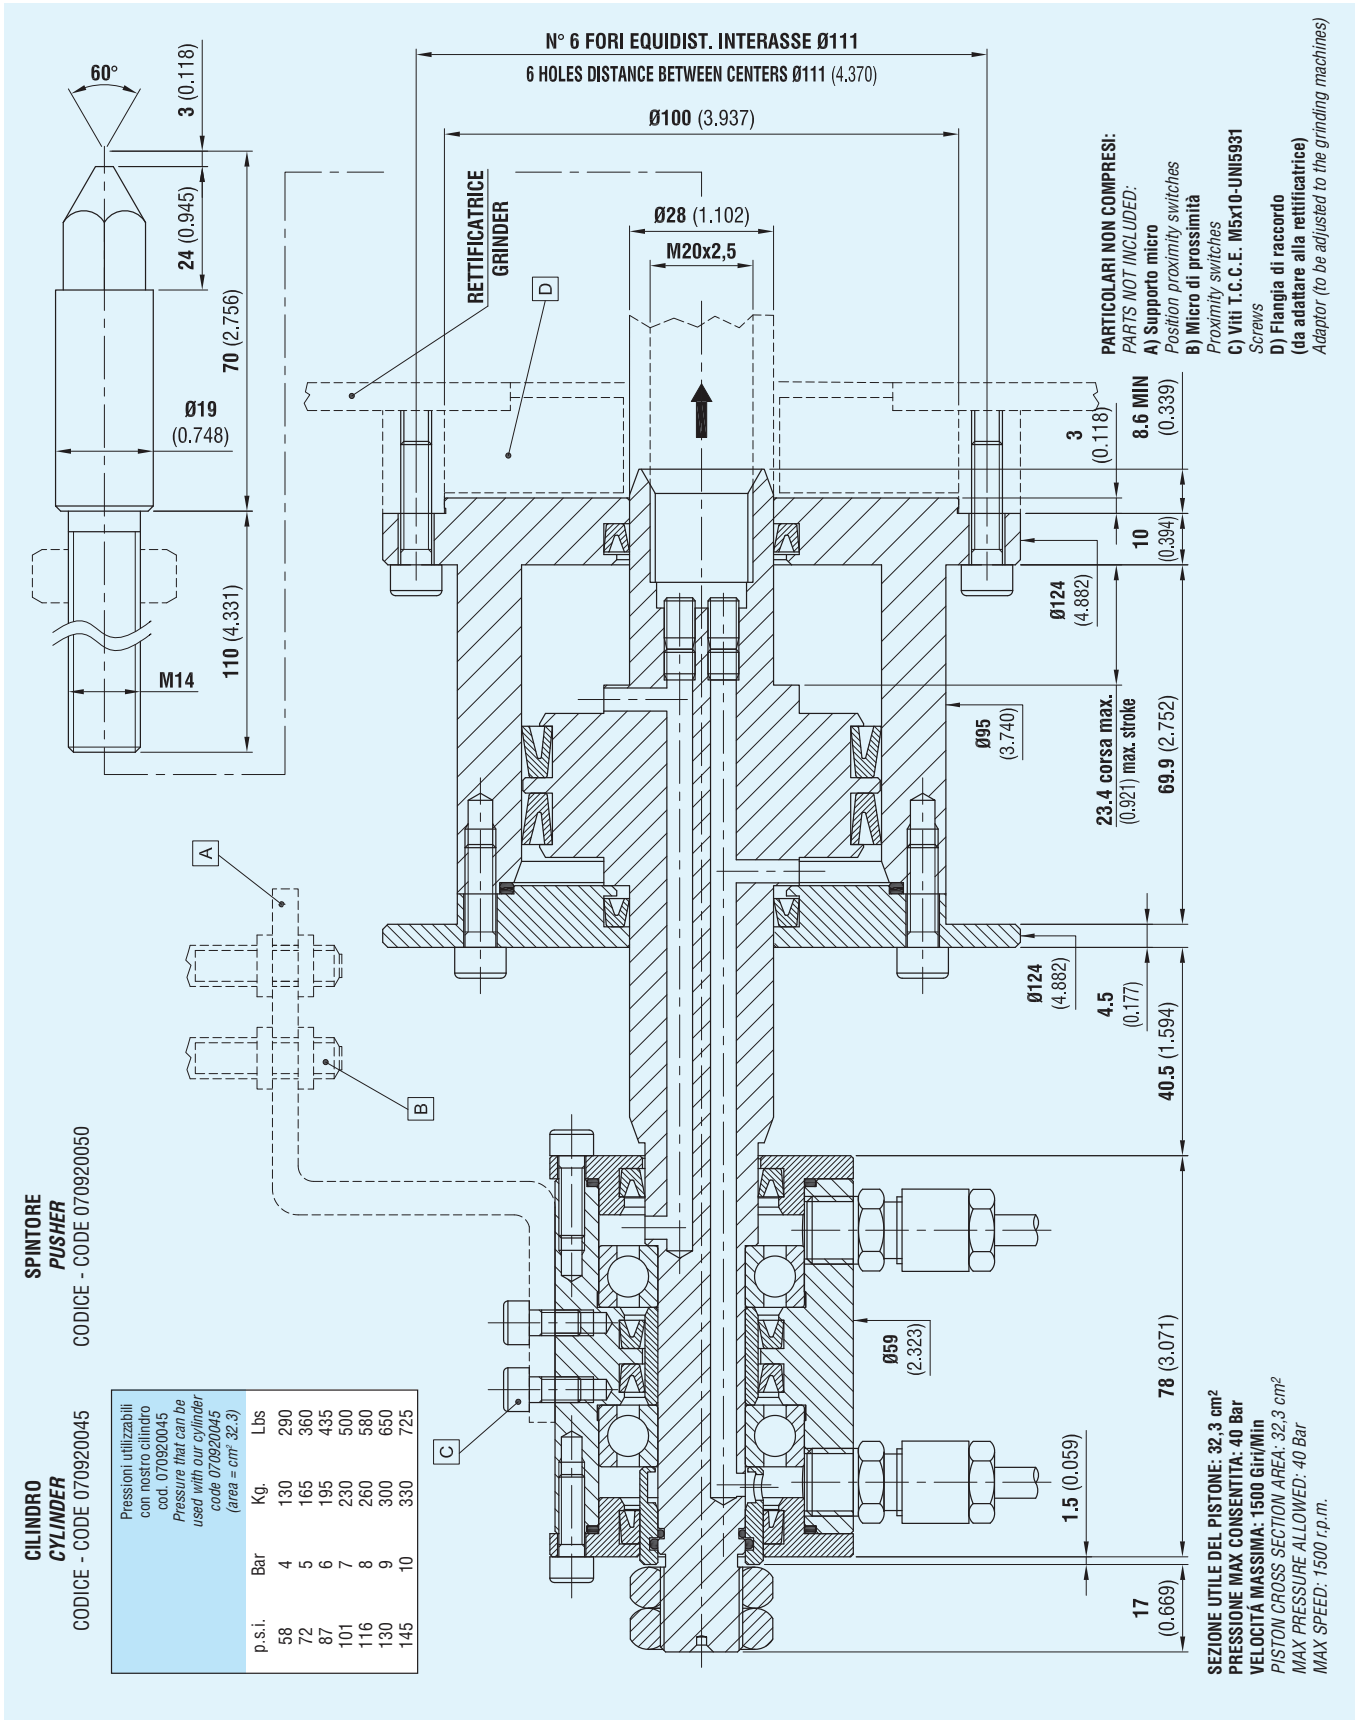 CILINDRO
CYLINDER
CODICE - CODE 070920045
SPINTORE
PUSHER
CODICE - CODE 070920050
Pressioni utilizzabili
con nostro cilindro
cod. 070920045
Pressure that can be
used with our cylinder
code 070920045
(area = cm² 32.3)
p.s.i. Bar Kg. Lbs
58 4 130 290
72 5 165 360
87 6 195 435
101 7 230 500
116 8 260 580
130 9 300 650
145 10 330 725
60°
3 (0.118)
24 (0.945)
70 (2.756)
Ø19
(0.748)
110 (4.331)
M14
N° 6 FORI EQUIDIST. INTERASSE Ø111
6 HOLES DISTANCE BETWEEN CENTERS Ø111 (4.370)
Ø100 (3.937)
Ø28 (1.102)
M20x2,5
RETTIFICATRICE
GRINDER
D
A
B
C
PARTICOLARI NON COMPRESI:
PARTS NOT INCLUDED:
A) Supporto micro
Position proximity switches
B) Micro di prossimità
Proximity switches
C) Viti T.C.C.E. M5x10-UNI5931
Screws
D) Flangia di raccordo
(da adattare alla rettificatrice)
Adaptor (to be adjusted to the grinding machines)
3
(0.118)
8.6 MIN
(0.339)
10
(0.394)
Ø124
(4.882)
Ø95
(3.740)
23.4 corsa max.
(0.921) max. stroke
69.9 (2.752)
Ø124
(4.882)
4.5
(0.177)
40.5 (1.594)
Ø59
(2.323)
78 (3.071)
1.5 (0.059)
17
(0.669)
SEZIONE UTILE DEL PISTONE: 32,3 cm²
PRESSIONE MAX CONSENTITA: 40 Bar
VELOCITÁ MASSIMA: 1500 Giri/Min
PISTON CROSS SECTION AREA: 32,3 cm²
MAX PRESSURE ALLOWED: 40 Bar
MAX SPEED: 1500 r.p.m.